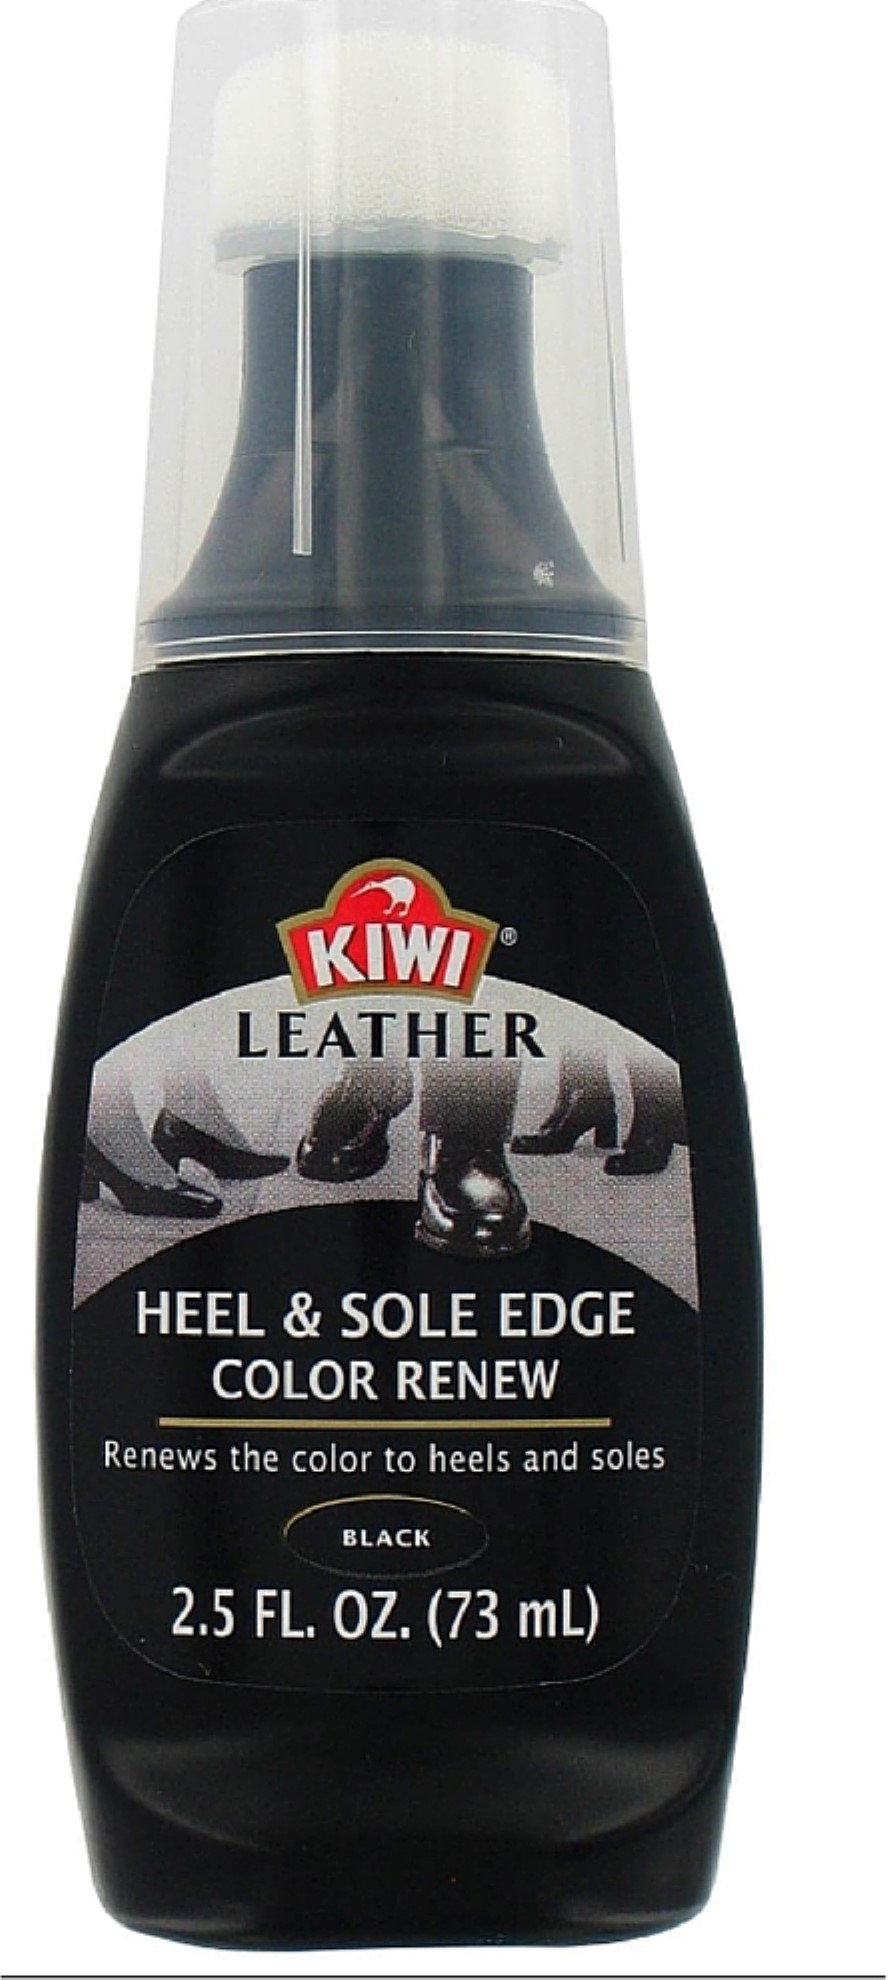 KIWI®
LEATHER
HEEL & SOLE EDGE
COLOR RENEW
Renews the color to heels and soles
BLACK
2.5 FL. OZ. (73 mL)